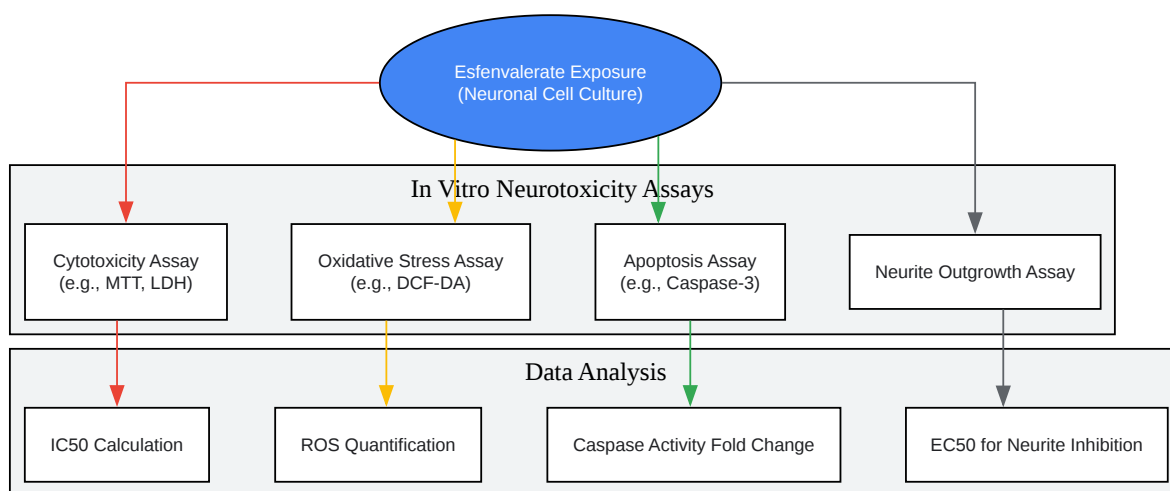 Esfenvalerate Exposure
(Neuronal Cell Culture)
In Vitro Neurotoxicity Assays
Cytotoxicity Assay
(e.g., MTT, LDH)
Oxidative Stress Assay
(e.g., DCF-DA)
Apoptosis Assay
(e.g., Caspase-3)
Neurite Outgrowth Assay
Data Analysis
IC50 Calculation
ROS Quantification
Caspase Activity Fold Change
EC50 for Neurite Inhibition